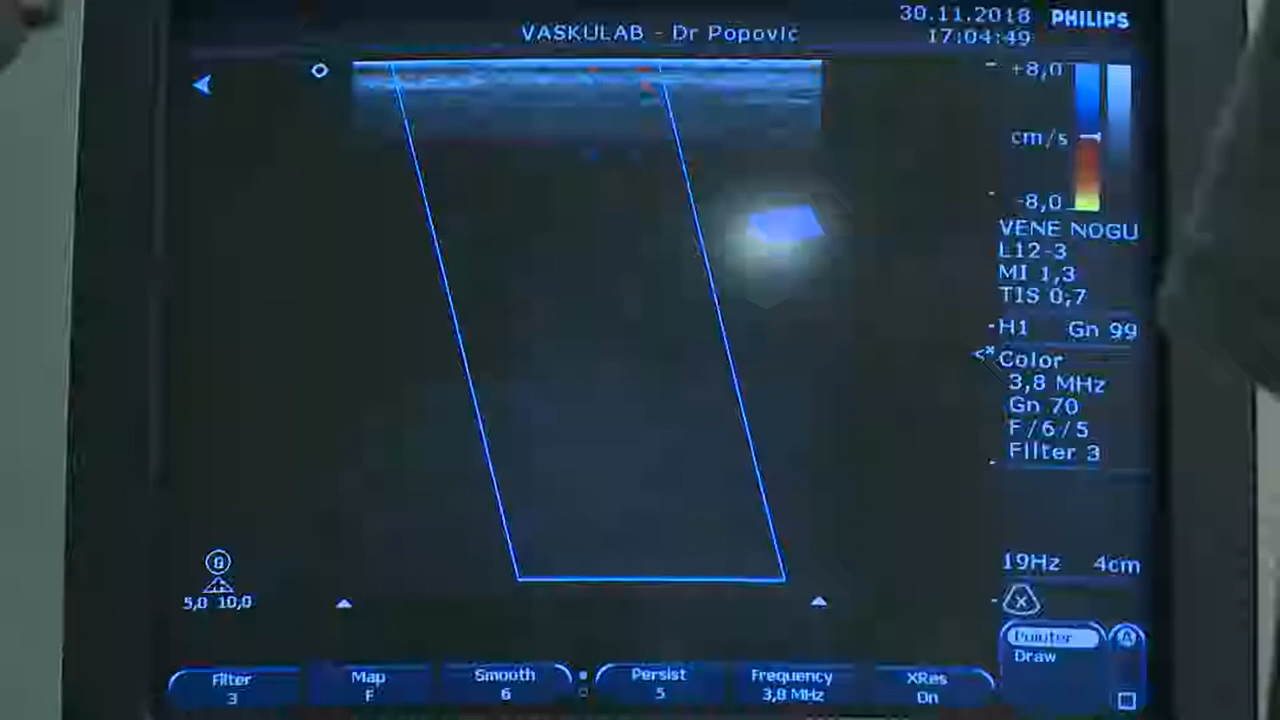 30.11.2018 PHILIPS
VASKULAB - Dr Popovic 17:04:49
+8,0
cm/s
-8,0
VENE NOGU
L12-3
MI 1,3
TIS 0,7
H1 Gn 99
Color
3,8 MHz
Gn 70
F/6/5
Filter 3
19Hz 4cm
X
G
5,0 10,0
Pointer A
Draw
Filter Map Smooth Persist Frequency XRes
3 F 6 5 3,8 MHz On